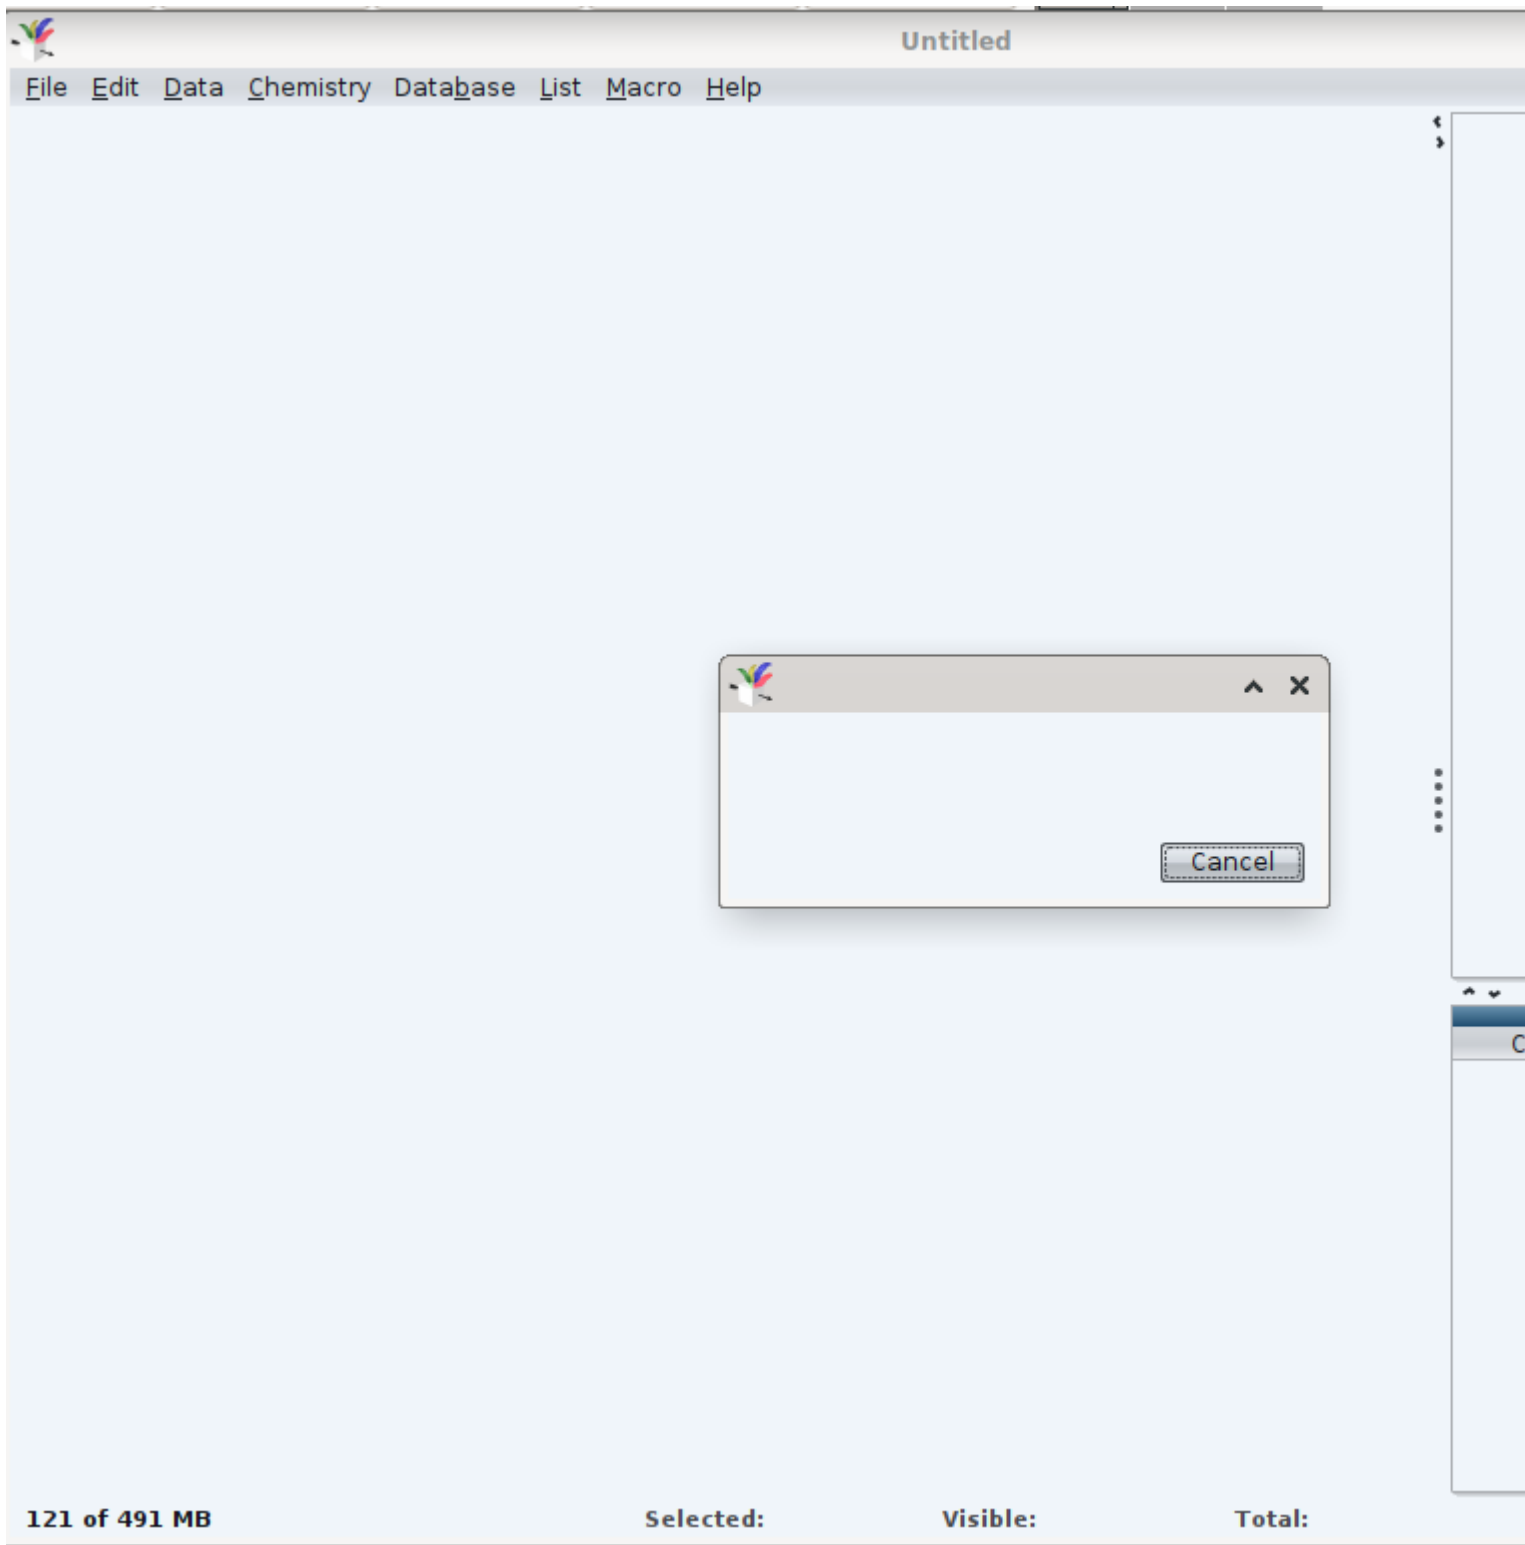 Untitled
File Edit Data Chemistry Database List Macro Help
Cancel
C
121 of 491 MB Selected: Visible: Total: